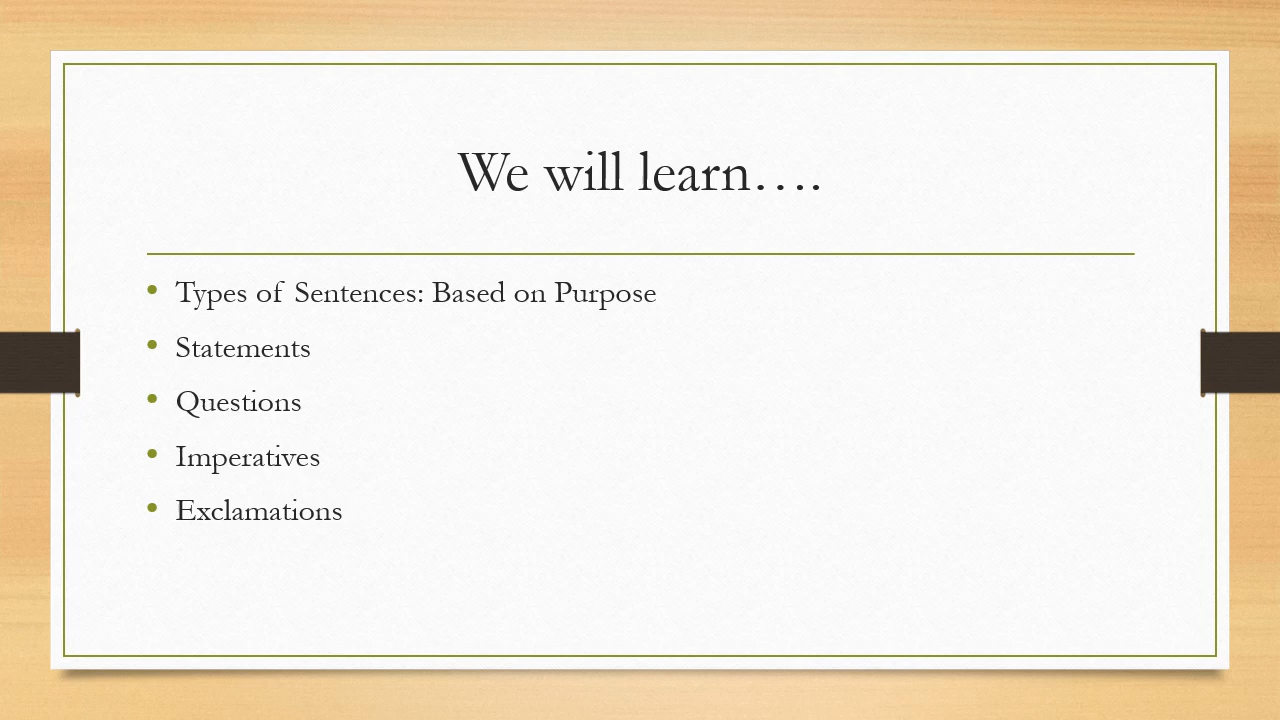 We will learn….
• Types of Sentences: Based on Purpose
• Statements
• Questions
• Imperatives
• Exclamations